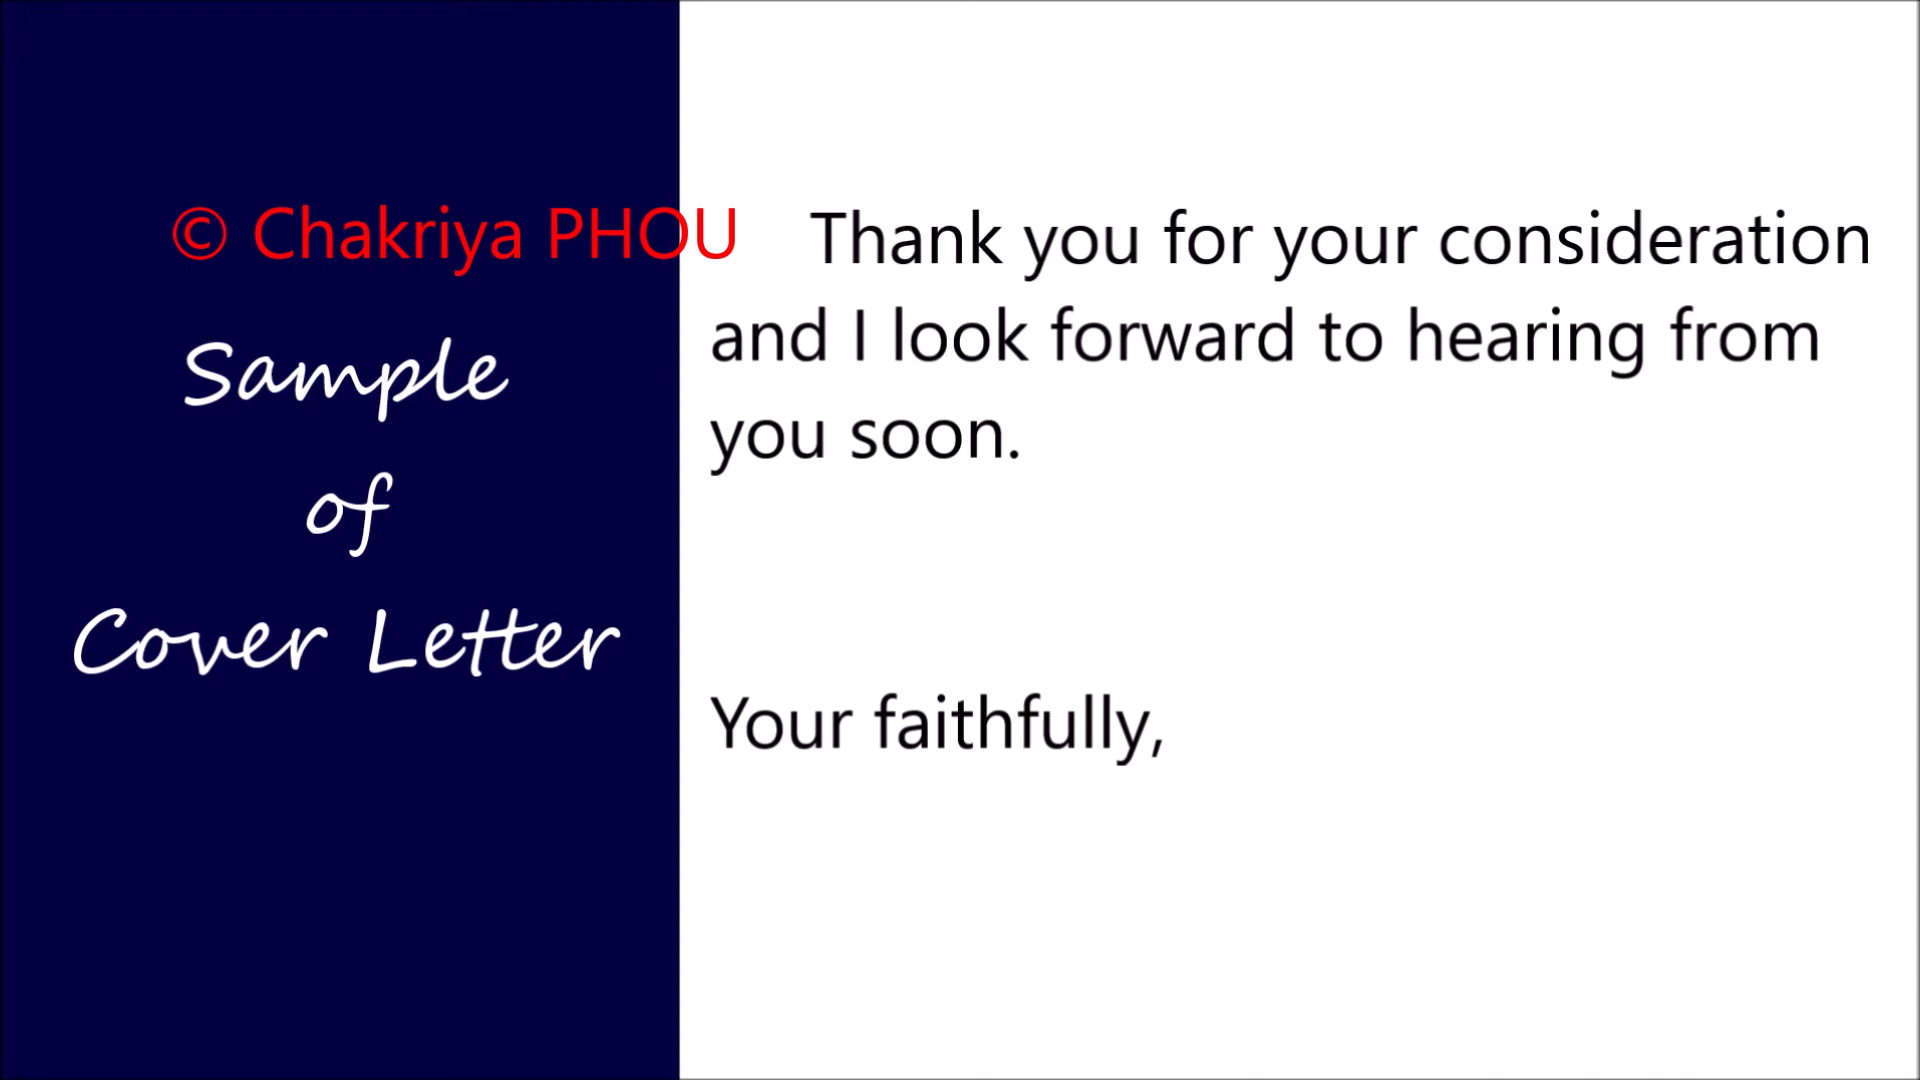 © Chakriya PHOU
Sample
of
Cover Letter
Thank you for your consideration
and I look forward to hearing from
you soon.
Your faithfully,